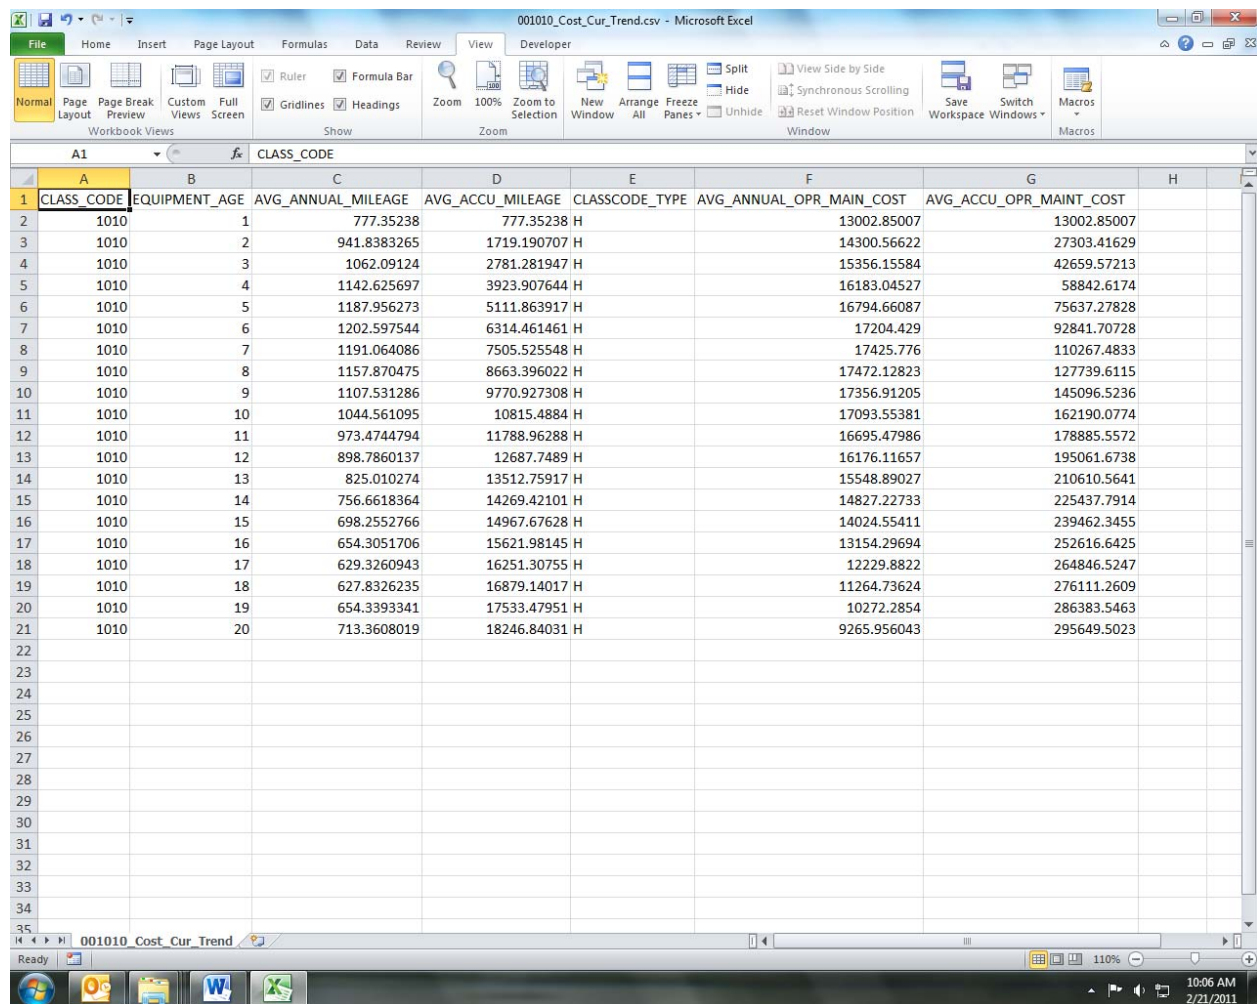 001010_Cost_Cur_Trend.csv - Microsoft Excel
File Home Insert Page Layout Formulas Data Review View Developer
Normal Page Layout Page Break Preview Custom Views Full Screen
Workbook Views
Ruler Formula Bar
Gridlines Headings
Show
Zoom 100% Zoom to Selection
Zoom
New Window Arrange All Freeze Panes
Split
Hide
Unhide
View Side by Side
Synchronous Scrolling
Reset Window Position
Window
Save Workspace Switch Windows
Macros
Macros
A1 fx CLASS_CODE
A B C D E F G H
1 CLASS_CODE EQUIPMENT_AGE AVG_ANNUAL_MILEAGE AVG_ACCU_MILEAGE CLASSCODE_TYPE AVG_ANNUAL_OPR_MAIN_COST AVG_ACCU_OPR_MAINT_COST
2 1010 1 777.35238 777.35238 H 13002.85007 13002.85007
3 1010 2 941.8383265 1719.190707 H 14300.56622 27303.41629
4 1010 3 1062.09124 2781.281947 H 15356.15584 42659.57213
5 1010 4 1142.625697 3923.907644 H 16183.04527 58842.6174
6 1010 5 1187.956273 5111.863917 H 16794.66087 75637.27828
7 1010 6 1202.597544 6314.461461 H 17204.429 92841.70728
8 1010 7 1191.064086 7505.525548 H 17425.776 110267.4833
9 1010 8 1157.870475 8663.396022 H 17472.12823 127739.6115
10 1010 9 1107.531286 9770.927308 H 17356.91205 145096.5236
11 1010 10 1044.561095 10815.4884 H 17093.55381 162190.0774
12 1010 11 973.4744794 11788.96288 H 16695.47986 178885.5572
13 1010 12 898.7860137 12687.7489 H 16176.11657 195061.6738
14 1010 13 825.010274 13512.75917 H 15548.89027 210610.5641
15 1010 14 756.6618364 14269.42101 H 14827.22733 225437.7914
16 1010 15 698.2552766 14967.67628 H 14024.55411 239462.3455
17 1010 16 654.3051706 15621.98145 H 13154.29694 252616.6425
18 1010 17 629.3260943 16251.30755 H 12229.8822 264846.5247
19 1010 18 627.8326235 16879.14017 H 11264.73624 276111.2609
20 1010 19 654.3393341 17533.47951 H 10272.2854 286383.5463
21 1010 20 713.3608019 18246.84031 H 9265.956043 295649.5023
22
23
24
25
26
27
28
29
30
31
32
33
34
35
001010_Cost_Cur_Trend
Ready 110%
10:06 AM
2/21/2011